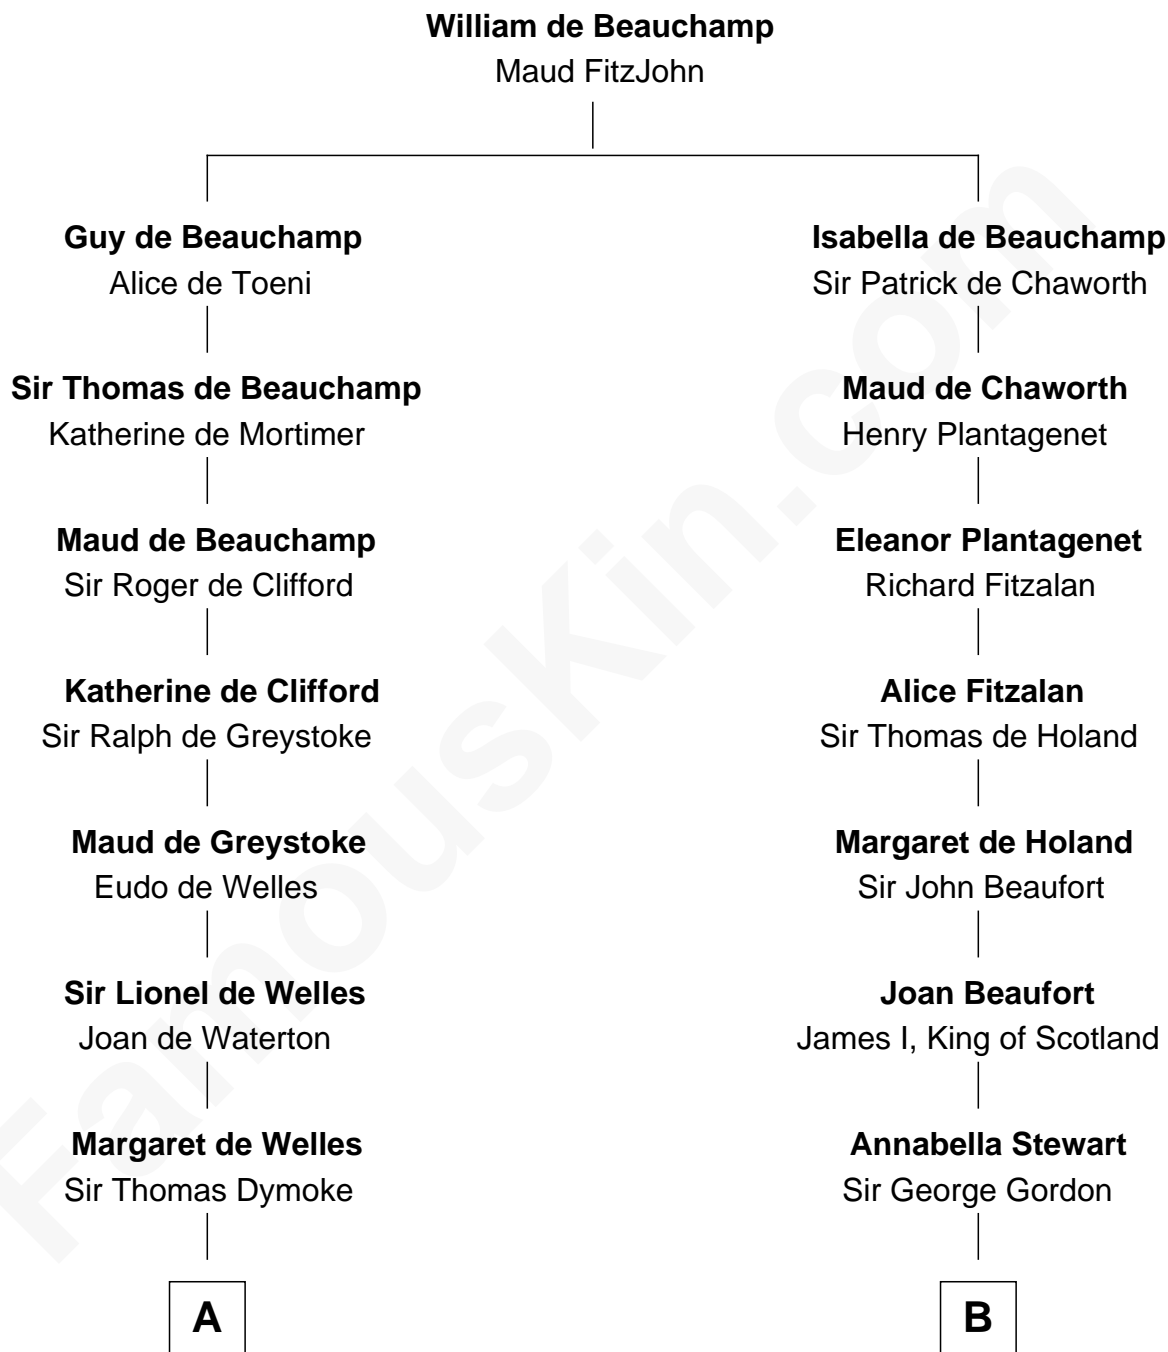 William de Beauchamp
Maud FitzJohn
Guy de Beauchamp
Alice de Toeni
Isabella de Beauchamp
Sir Patrick de Chaworth
Sir Thomas de Beauchamp
Katherine de Mortimer
Maud de Chaworth
Henry Plantagenet
Maud de Beauchamp
Sir Roger de Clifford
Eleanor Plantagenet
Richard Fitzalan
Katherine de Clifford
Sir Ralph de Greystoke
Alice Fitzalan
Sir Thomas de Holand
Maud de Greystoke
Eudo de Welles
Margaret de Holand
Sir John Beaufort
Sir Lionel de Welles
Joan de Waterton
Joan Beaufort
James I, King of Scotland
Margaret de Welles
Sir Thomas Dymoke
Annabella Stewart
Sir George Gordon
A
B
FamousKin.com